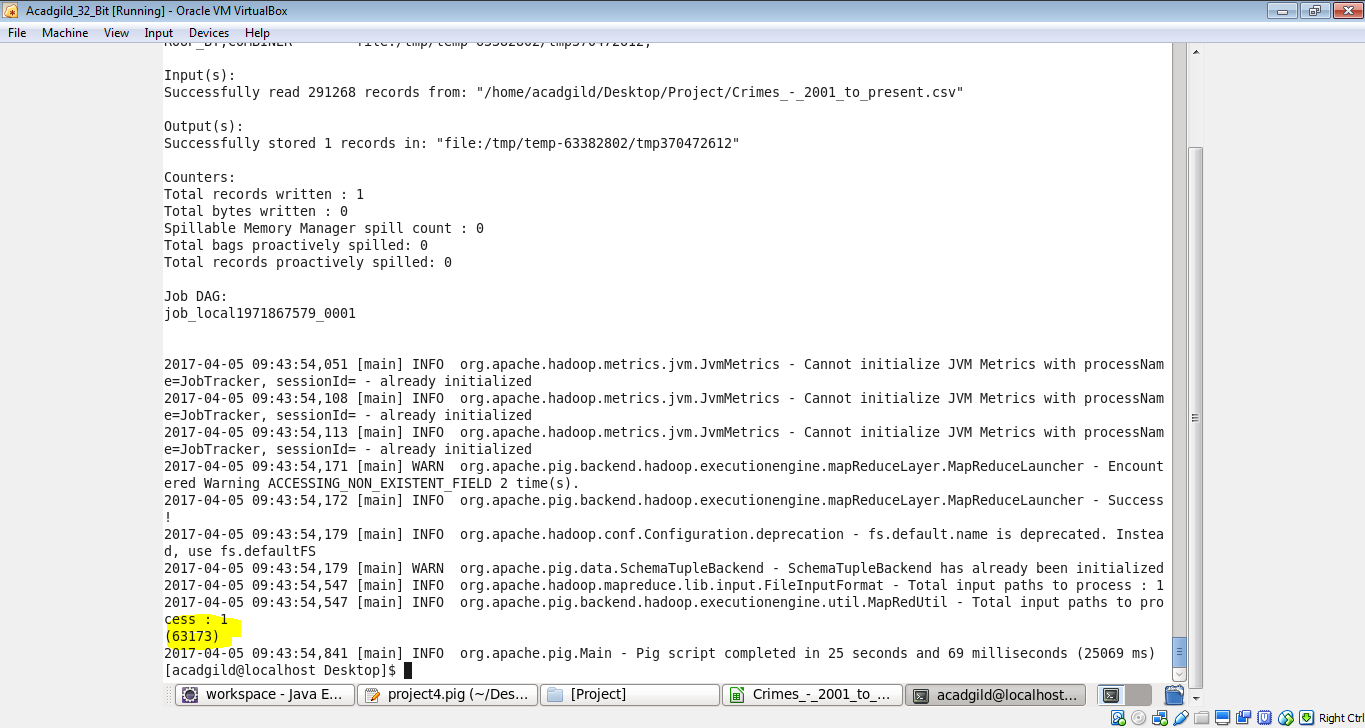 Acadgild_32_Bit [Running] - Oracle VM VirtualBox
File Machine View Input Devices Help
file:/tmp/temp-63382802/tmp370472612,
Input(s):
Successfully read 291268 records from: "/home/acadgild/Desktop/Project/Crimes_-_2001_to_present.csv"
Output(s):
Successfully stored 1 records in: "file:/tmp/temp-63382802/tmp370472612"
Counters:
Total records written : 1
Total bytes written : 0
Spillable Memory Manager spill count : 0
Total bags proactively spilled: 0
Total records proactively spilled: 0
Job DAG:
job_local1971867579_0001
2017-04-05 09:43:54,051 [main] INFO  org.apache.hadoop.metrics.jvm.JvmMetrics - Cannot initialize JVM Metrics with processNam
e=JobTracker, sessionId= - already initialized
2017-04-05 09:43:54,108 [main] INFO  org.apache.hadoop.metrics.jvm.JvmMetrics - Cannot initialize JVM Metrics with processNam
e=JobTracker, sessionId= - already initialized
2017-04-05 09:43:54,113 [main] INFO  org.apache.hadoop.metrics.jvm.JvmMetrics - Cannot initialize JVM Metrics with processNam
e=JobTracker, sessionId= - already initialized
2017-04-05 09:43:54,171 [main] WARN  org.apache.pig.backend.hadoop.executionengine.mapReduceLayer.MapReduceLauncher - Encount
ered Warning ACCESSING_NON_EXISTENT_FIELD 2 time(s).
2017-04-05 09:43:54,172 [main] INFO  org.apache.pig.backend.hadoop.executionengine.mapReduceLayer.MapReduceLauncher - Success
!
2017-04-05 09:43:54,179 [main] INFO  org.apache.hadoop.conf.Configuration.deprecation - fs.default.name is deprecated. Instea
d, use fs.defaultFS
2017-04-05 09:43:54,179 [main] WARN  org.apache.pig.data.SchemaTupleBackend - SchemaTupleBackend has already been initialized
2017-04-05 09:43:54,547 [main] INFO  org.apache.hadoop.mapreduce.lib.input.FileInputFormat - Total input paths to process : 1
2017-04-05 09:43:54,547 [main] INFO  org.apache.pig.backend.hadoop.executionengine.util.MapRedUtil - Total input paths to pro
cess : 1
(63173)
2017-04-05 09:43:54,841 [main] INFO  org.apache.pig.Main - Pig script completed in 25 seconds and 69 milliseconds (25069 ms)
[acadgild@localhost Desktop]$
workspace - Java E... project4.pig (~/Des... [Project] Crimes_-_2001_to_... acadgild@localhost...
Right Ctrl